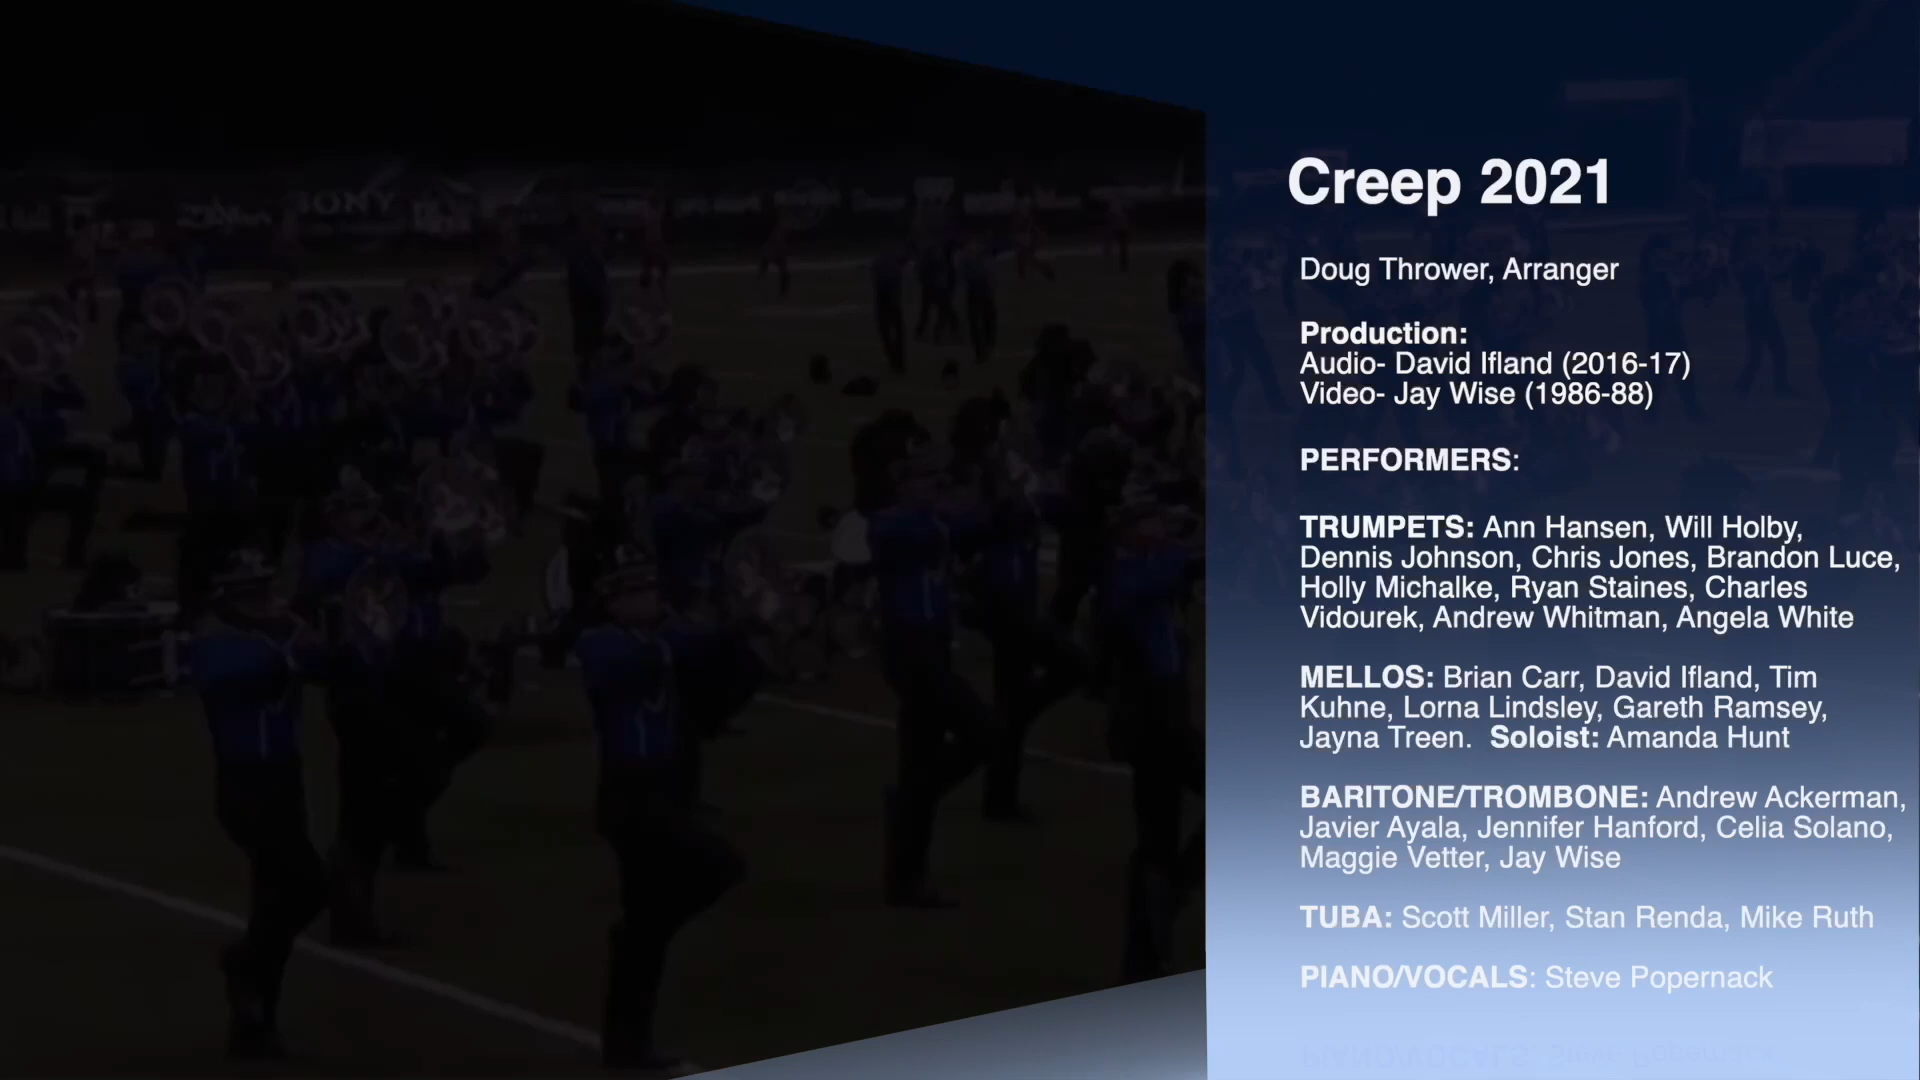 SONY
Creep 2021
Doug Thrower, Arranger
Production:
Audio- David Ifland (2016-17)
Video- Jay Wise (1986-88)
PERFORMERS:
TRUMPETS: Ann Hansen, Will Holby,
Dennis Johnson, Chris Jones, Brandon Luce,
Holly Michalke, Ryan Staines, Charles
Vidourek, Andrew Whitman, Angela White
MELLOS: Brian Carr, David Ifland, Tim
Kuhne, Lorna Lindsley, Gareth Ramsey,
Jayna Treen. Soloist: Amanda Hunt
BARITONE/TROMBONE: Andrew Ackerman,
Javier Ayala, Jennifer Hanford, Celia Solano,
Maggie Vetter, Jay Wise
TUBA: Scott Miller, Stan Renda, Mike Ruth
PIANO/VOCALS: Steve Popernack